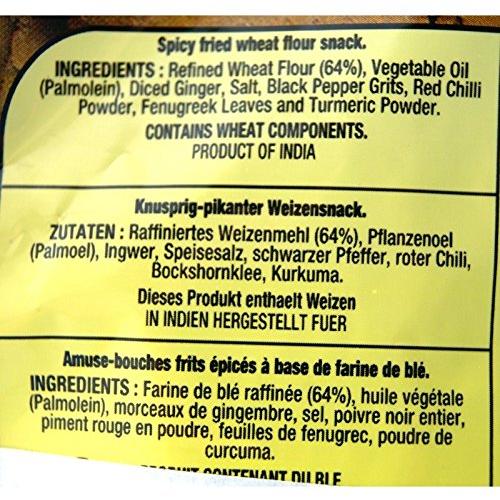 Spicy fried wheat flour snack.
INGREDIENTS : Refined Wheat Flour (64%), Vegetable Oil
(Palmolein), Diced Ginger, Salt, Black Pepper Grits, Red Chilli
Powder, Fenugreek Leaves and Turmeric Powder.
CONTAINS WHEAT COMPONENTS.
PRODUCT OF INDIA
Knusprig-pikanter Weizensnack.
ZUTATEN : Raffiniertes Weizenmehl (64%), Pflanzenoel
(Palmoel), Ingwer, Speisesalz, schwarzer Pfeffer, roter Chili,
Bockshornklee, Kurkuma.
Dieses Produkt enthaelt Weizen
IN INDIEN HERGESTELLT FUER
Amuse-bouches frits épicés à base de farine de blé.
INGREDIENTS : Farine de blé raffinée (64%), huile végétale
(Palmolein), morceaux de gingembre, sel, poivre noir entier,
piment rouge en poudre, feuilles de fenugrec, poudre de
curcuma.
PRODUIT CONTENANT DU BLE